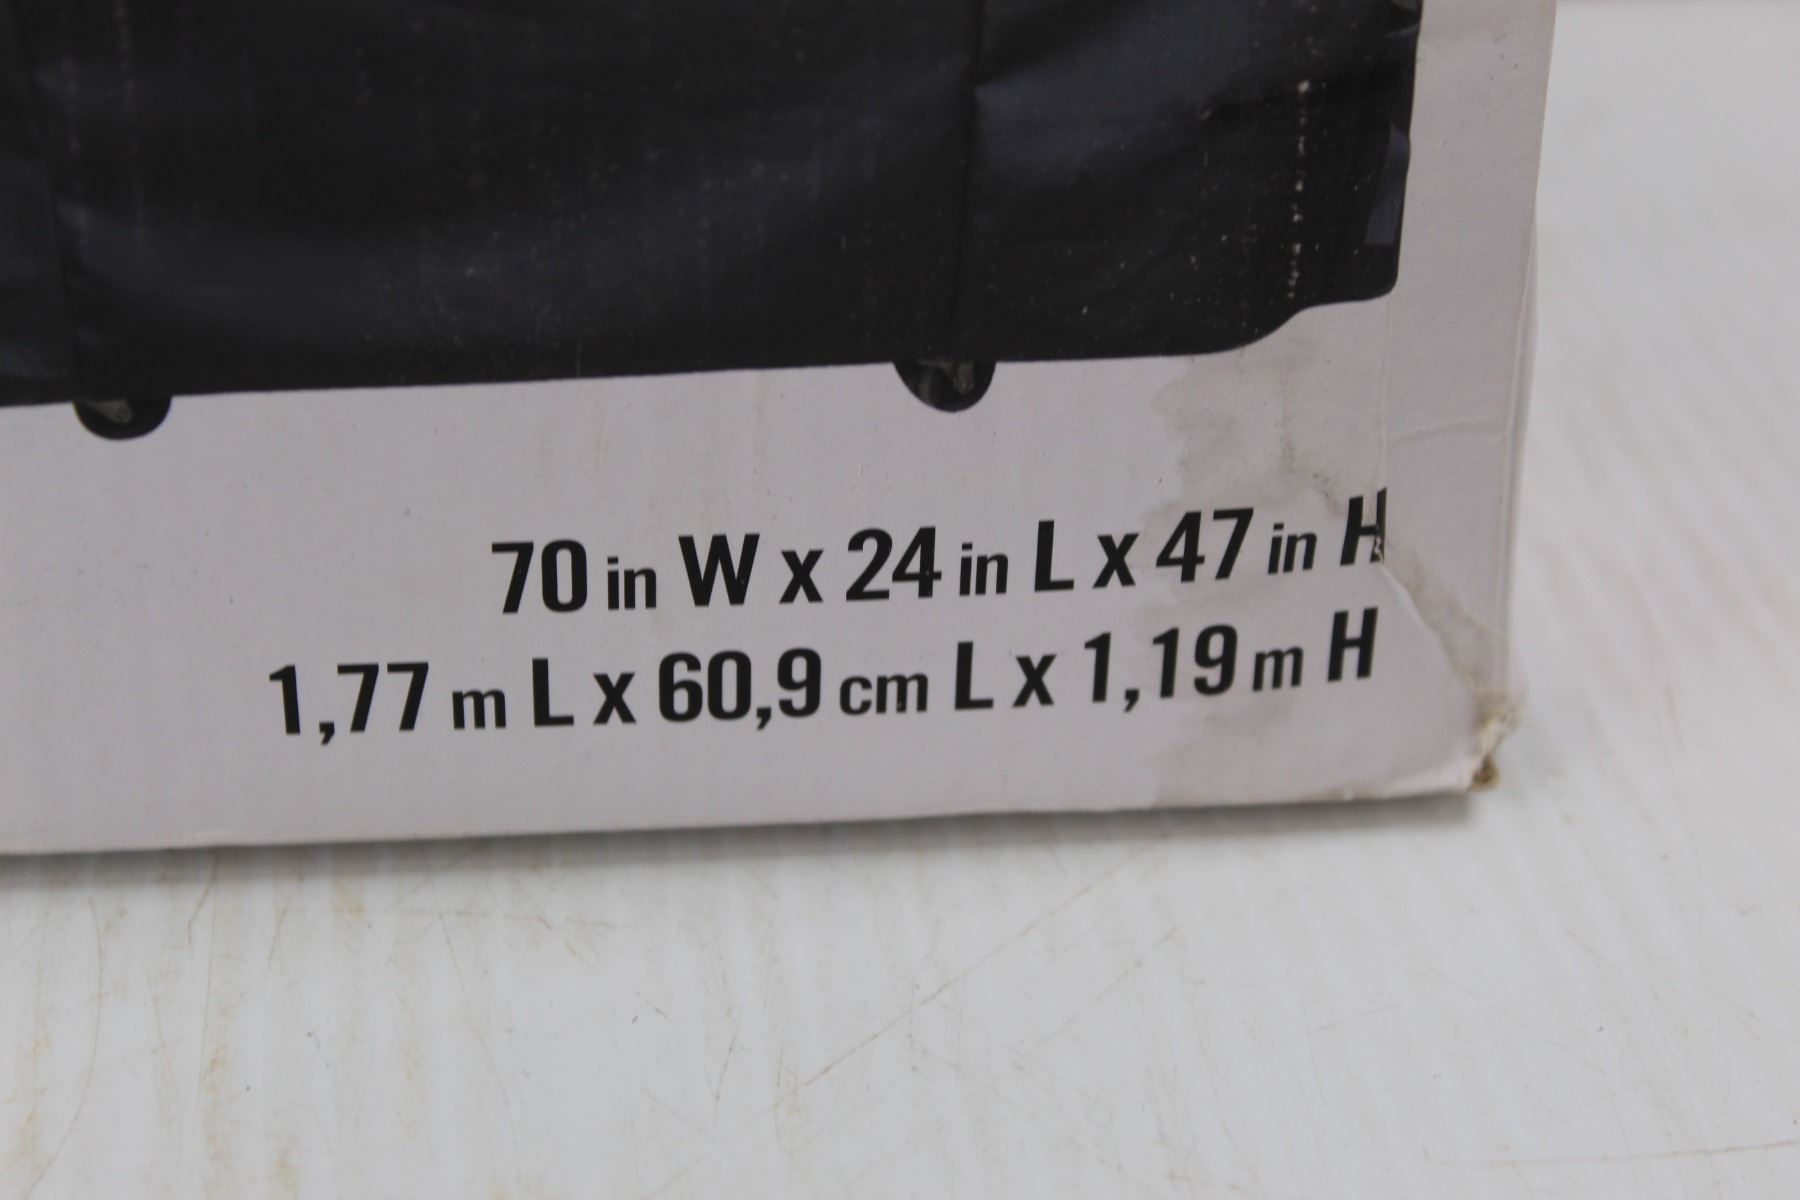 70 in W x 24 in L x 47 in H
1,77 m L x 60,9 cm L x 1,19 m H